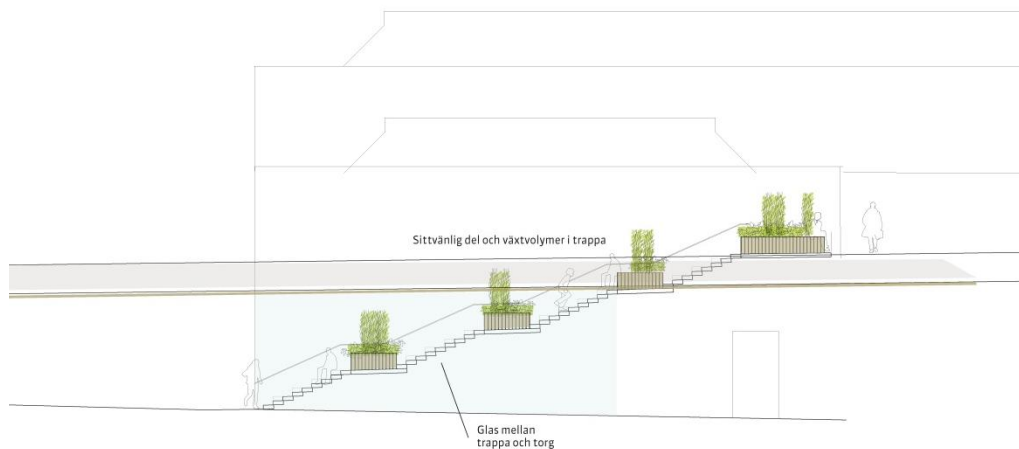 Sittvänlig del och växtvolymer i trappa
Glas mellan
trappa och torg